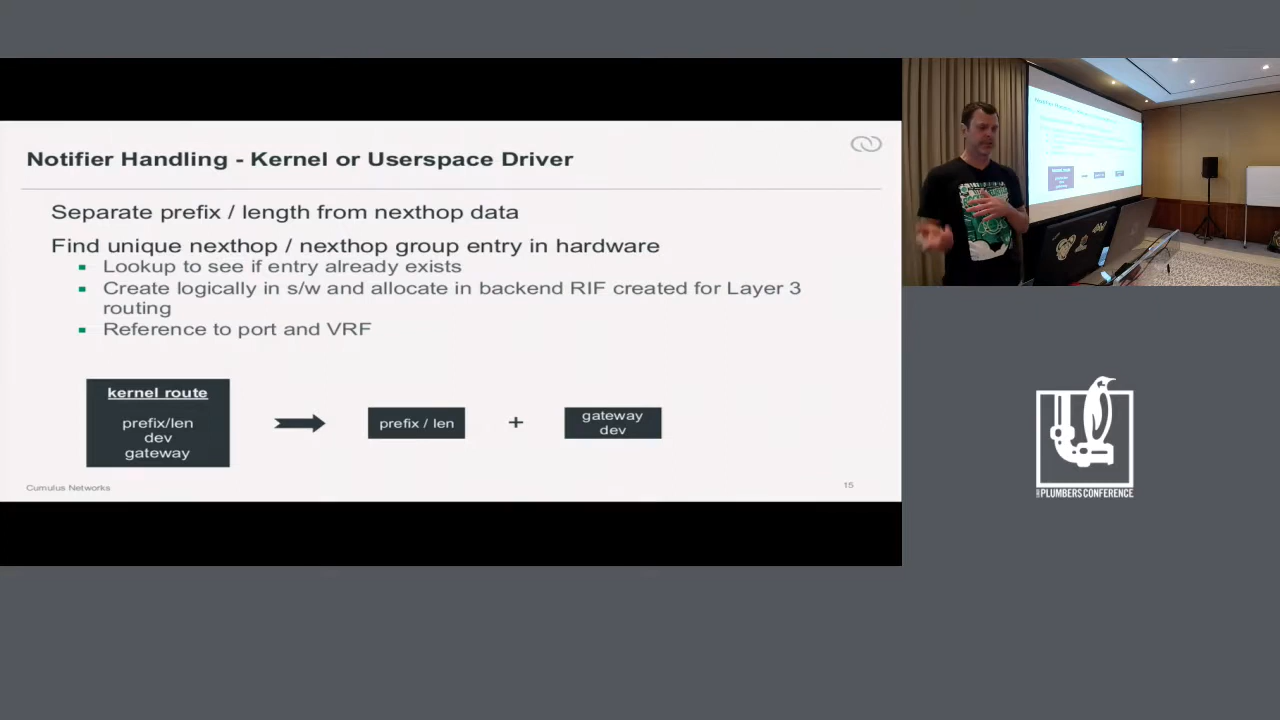 Notifier Handling - Kernel or Userspace Driver
Separate prefix / length from nexthop data
Find unique nexthop / nexthop group entry in hardware
Lookup to see if entry already exists
Create logically in s/w and allocate in backend RIF created for Layer 3
routing
Reference to port and VRF
kernel route
prefix/len
dev
gateway
prefix / len
+
gateway
dev
Cumulus Networks
15
PLUMBERS CONFERENCE